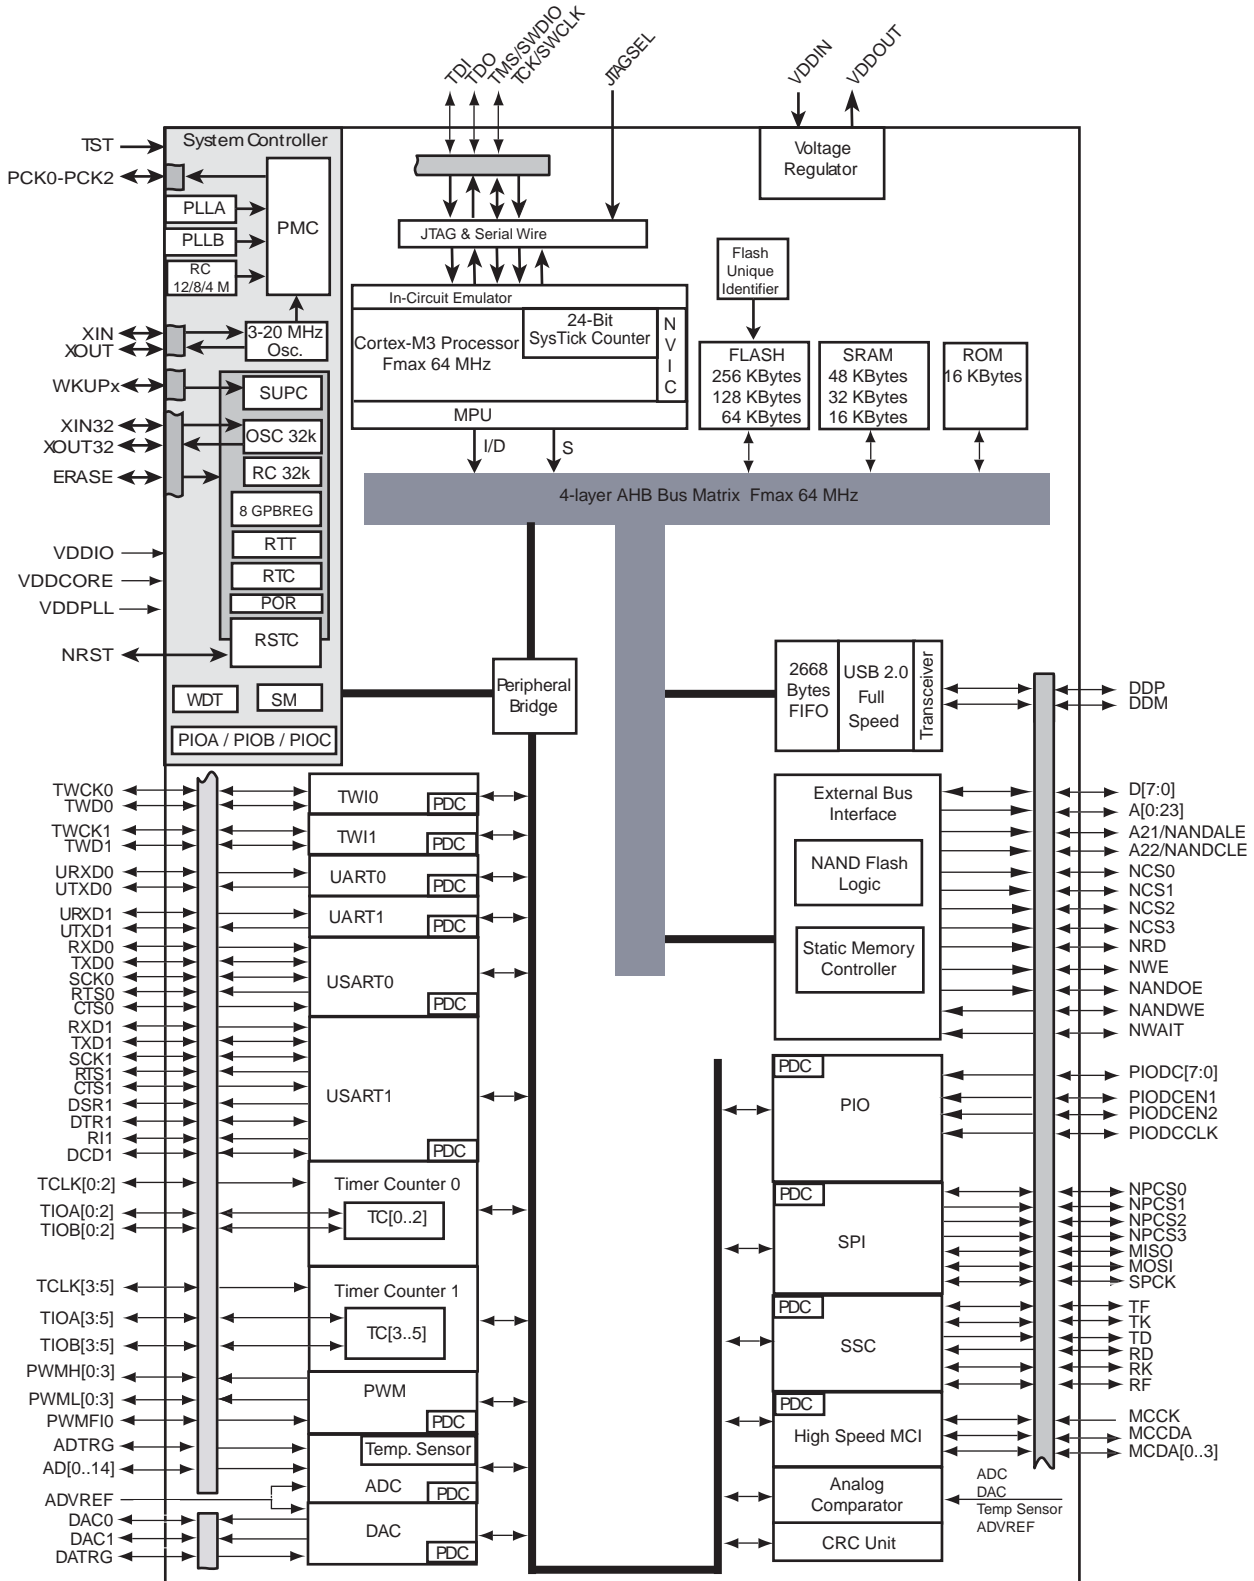 TDI
TDO
TMS/SWDIO
TCK/SWCLK
JTAGSEL
VDDIN
VDDOUT
TST
PCK0-PCK2
XIN
XOUT
WKUPx
XIN32
XOUT32
ERASE
VDDIO
VDDCORE
VDDPLL
NRST
System Controller
PLLA
PLLB
RC
12/8/4 M
PMC
3-20 MHz
Osc.
SUPC
OSC 32k
RC 32k
8 GPBREG
RTT
RTC
POR
RSTC
WDT
SM
PIOA / PIOB / PIOC
JTAG & Serial Wire
In-Circuit Emulator
Cortex-M3 Processor
Fmax 64 MHz
24-Bit
SysTick Counter
N
V
I
C
MPU
I/D
S
Voltage
Regulator
Flash
Unique
Identifier
FLASH
256 KBytes
128 KBytes
64 KBytes
SRAM
48 KBytes
32 KBytes
16 KBytes
ROM
16 KBytes
4-layer AHB Bus Matrix Fmax 64 MHz
Peripheral
Bridge
2668
Bytes
FIFO
USB 2.0
Full
Speed
Transceiver
DDP
DDM
TWCK0
TWD0
TWCK1
TWD1
URXD0
UTXD0
URXD1
UTXD1
RXD0
TXD0
SCK0
RTS0
CTS0
RXD1
TXD1
SCK1
RTS1
CTS1
DSR1
DTR1
RI1
DCD1
TCLK[0:2]
TIOA[0:2]
TIOB[0:2]
TCLK[3:5]
TIOA[3:5]
TIOB[3:5]
PWMH[0:3]
PWML[0:3]
PWMFI0
ADTRG
AD[0..14]
ADVREF
DAC0
DAC1
DATRG
TWI0
PDC
TWI1
PDC
UART0
PDC
UART1
PDC
USART0
PDC
USART1
PDC
Timer Counter 0
TC[0..2]
Timer Counter 1
TC[3..5]
PWM
PDC
Temp. Sensor
ADC
PDC
DAC
PDC
External Bus
Interface
NAND Flash
Logic
Static Memory
Controller
PDC
PIO
PDC
SPI
PDC
SSC
PDC
High Speed MCI
Analog
Comparator
CRC Unit
ADC
DAC
Temp Sensor
ADVREF
D[7:0]
A[0:23]
A21/NANDALE
A22/NANDCLE
NCS0
NCS1
NCS2
NCS3
NRD
NWE
NANDOE
NANDWE
NWAIT
PIODC[7:0]
PIODCEN1
PIODCEN2
PIODCCLK
NPCS0
NPCS1
NPCS2
NPCS3
MISO
MOSI
SPCK
TF
TK
TD
RD
RK
RF
MCCK
MCCDA
MCDA[0..3]